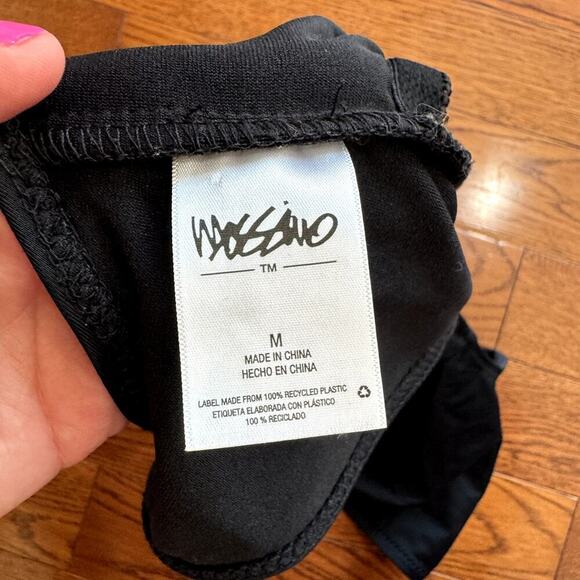 Mossimo
TM
M
MADE IN CHINA
HECHO EN CHINA
LABEL MADE FROM 100% RECYCLED PLASTIC
ETIQUETA ELABORADA CON PLÁSTICO
100 % RECICLADO